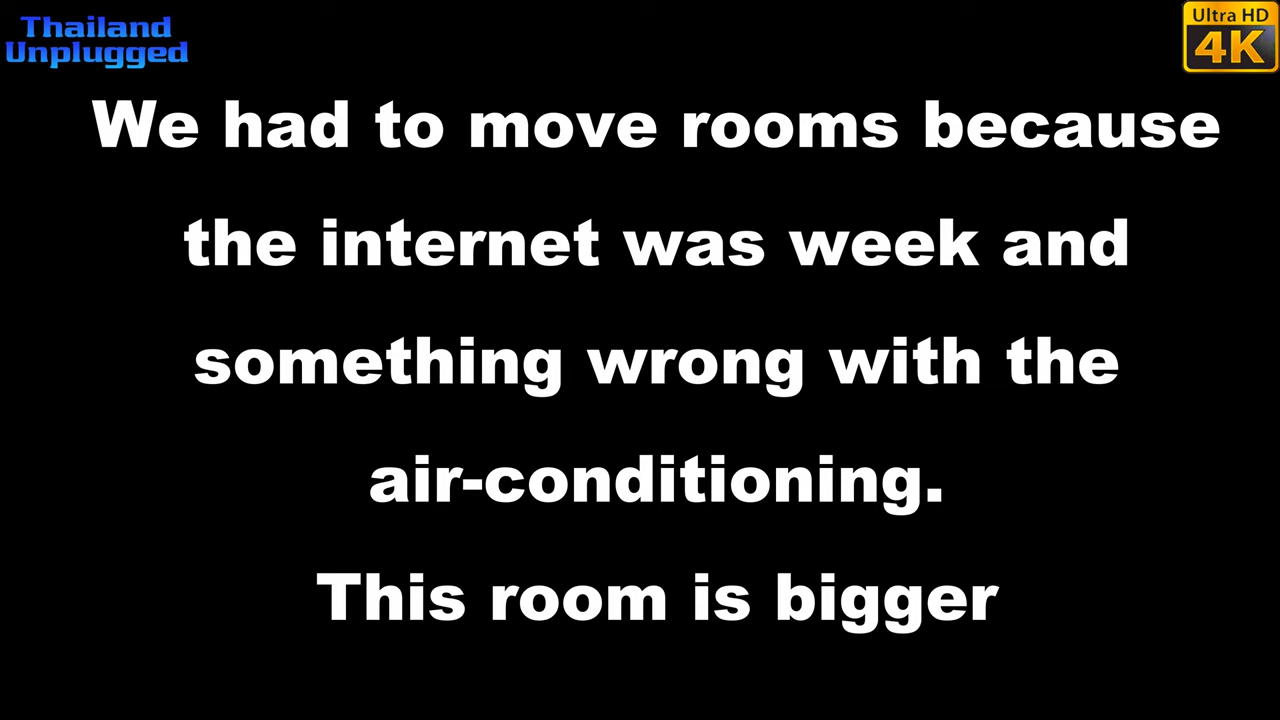 Thailand
Unplugged
Ultra HD
4K
We had to move rooms because
the internet was week and
something wrong with the
air-conditioning.
This room is bigger